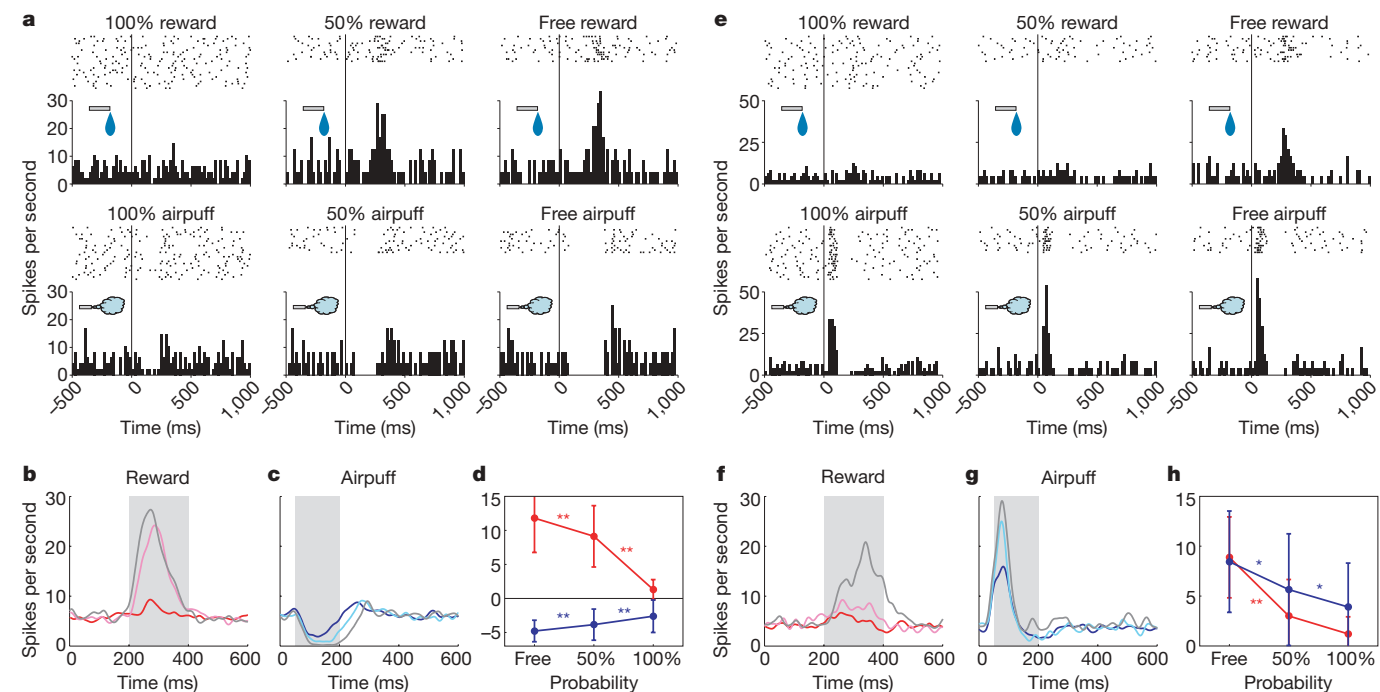 a
100% reward
50% reward
Free reward
30
20
10
0
100% airpuff
50% airpuff
Free airpuff
Spikes per second
30
20
10
0
−500
0
500
1,000
−500
0
500
1,000
−500
0
500
1,000
Time (ms)
Time (ms)
Time (ms)
e
100% reward
50% reward
Free reward
50
25
0
100% airpuff
50% airpuff
Free airpuff
Spikes per second
50
25
0
−500
0
500
1,000
−500
0
500
1,000
−500
0
500
1,000
Time (ms)
Time (ms)
Time (ms)
b
Reward
Spikes per second
30
20
10
0
0
200
400
600
Time (ms)
c
Airpuff
0
200
400
600
Time (ms)
d
15
10
5
0
−5
**
**
**
**
Free
50%
100%
Probability
f
Reward
Spikes per second
30
20
10
0
0
200
400
600
Time (ms)
g
Airpuff
0
200
400
600
Time (ms)
h
15
10
5
0
*
*
**
Free
50%
100%
Probability